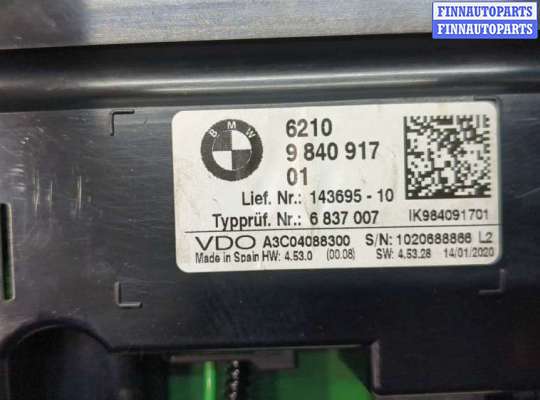 FINNAUTOPARTS
FINNAUTOPARTS
BMW
6210
9 840 917
01
Lief. Nr.: 143695 - 10
Typprüf. Nr.: 6 837 007
IK984091701
VDO A3C04088300 S/N: 1020688866 L2
Made in Spain HW: 4.53.0 (00.08) SW: 4.53.28 14/01/2020